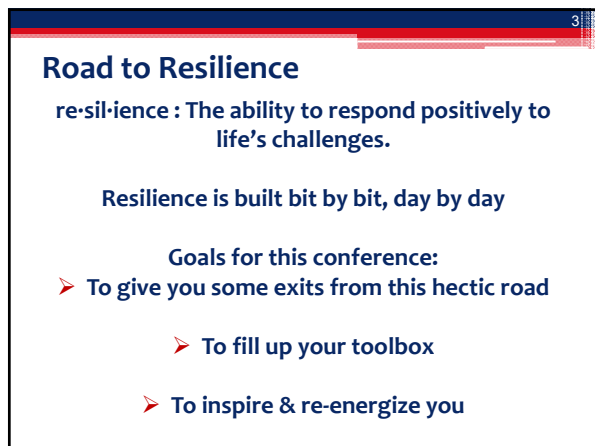 3
Road to Resilience
re·sil·ience : The ability to respond positively to
life’s challenges.
Resilience is built bit by bit, day by day
Goals for this conference:
➢ To give you some exits from this hectic road
➢ To fill up your toolbox
➢ To inspire & re-energize you